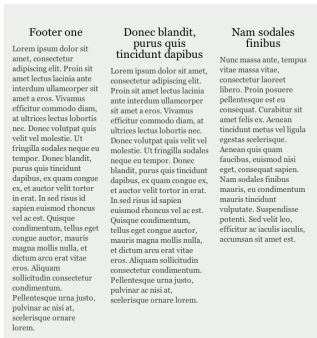 Footer one
Lorem ipsum dolor sit
amet, consectetur
adipiscing elit. Proin sit
amet lectus lacinia ante
interdum ullamcorper sit
amet a eros. Vivamus
efficitur commodo diam,
at ultrices lectus lobortis
nec. Donec volutpat quis
velit vel molestie. Ut
fringilla sodales neque eu
tempor. Donec blandit,
purus quis tincidunt
dapibus, ex quam congue
ex, et auctor velit tortor
in erat. In sed risus id
sapien euismod rhoncus
vel ac est. Quisque
condimentum, tellus eget
congue auctor, mauris
magna mollis nulla, et
dictum arcu erat vitae
eros. Aliquam
sollicitudin consectetur
condimentum.
Pellentesque urna justo,
pulvinar ac nisi ac,
scelerisque ornare
lorem.
Donec blandit,
purus quis
tincidunt dapibus
Lorem ipsum dolor sit amet,
consectetur adipiscing elit.
Proin sit amet lectus lacinia
ante interdum ullamcorper
sit amet a eros. Vivamus
efficitur commodo diam, at
ultrices lectus lobortis nec.
Donec volutpat quis velit vel
molestie. Ut fringilla sodales
neque eu tempor. Donec
blandit, purus quis tincidunt
dapibus, ex quam congue ex,
et auctor velit tortor in erat.
In sed risus id sapien
euismod rhoncus vel ac est.
Quisque condimentum,
tellus eget congue auctor,
mauris magna mollis nulla,
et dictum arcu erat vitae
eros. Aliquam sollicitudin
consectetur condimentum.
Pellentesque urna justo,
pulvinar ac nisi ac,
scelerisque ornare lorem.
Nam sodales
finibus
Nunc massa ante, tempus
vitae massa vitae,
consectetur laoreet
libero. Proin posuere
pellentesque est eu
consequat. Curabitur sit
amet felis ex. Aenean
tincidunt metus vel ligula
egestas scelerisque.
Aenean quis quam
faucibus, euismod nisi
eget, consequat sapien.
Nam sodales finibus
mauris, eu condimentum
mauris tincidunt
vulputate. Suspendisse
potenti. Sed velit leo,
efficitur ac iaculis iaculis,
accumsan sit amet est.